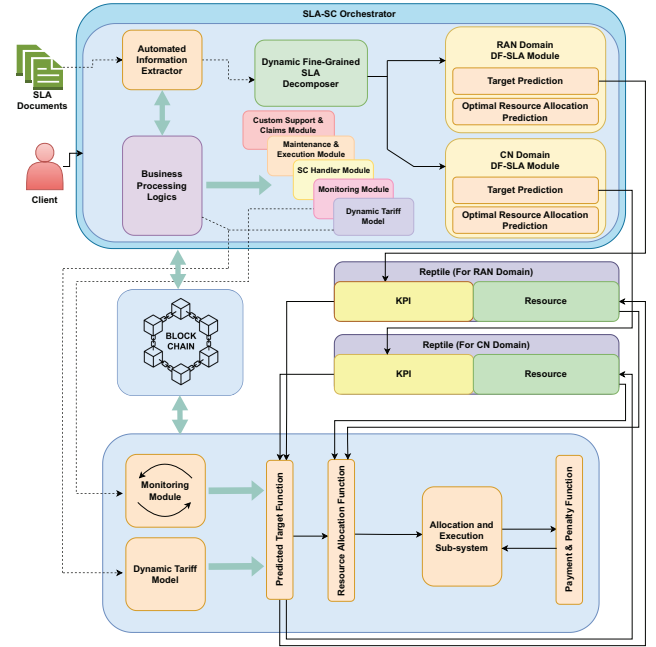 SLA-SC Orchestrator
SLA
Documents
Client
Automated
Information
Extractor
Dynamic Fine-Grained
SLA
Decomposer
RAN Domain
DF-SLA Module
Target Prediction
Optimal Resource Allocation
Prediction
CN Domain
DF-SLA Module
Target Prediction
Optimal Resource Allocation
Prediction
Business
Processing
Logics
Custom Support &
Claims Module
Maintenance &
Execution Module
SC Handler Module
Monitoring Module
Dynamic Tariff
Model
BLOCK
CHAIN
Reptile (For RAN Domain)
KPI
Resource
Reptile (For CN Domain)
KPI
Resource
Monitoring
Module
Dynamic Tariff
Model
Predicted Target Function
Resource Allocation Function
Allocation and
Execution
Sub-system
Payment & Penalty Function